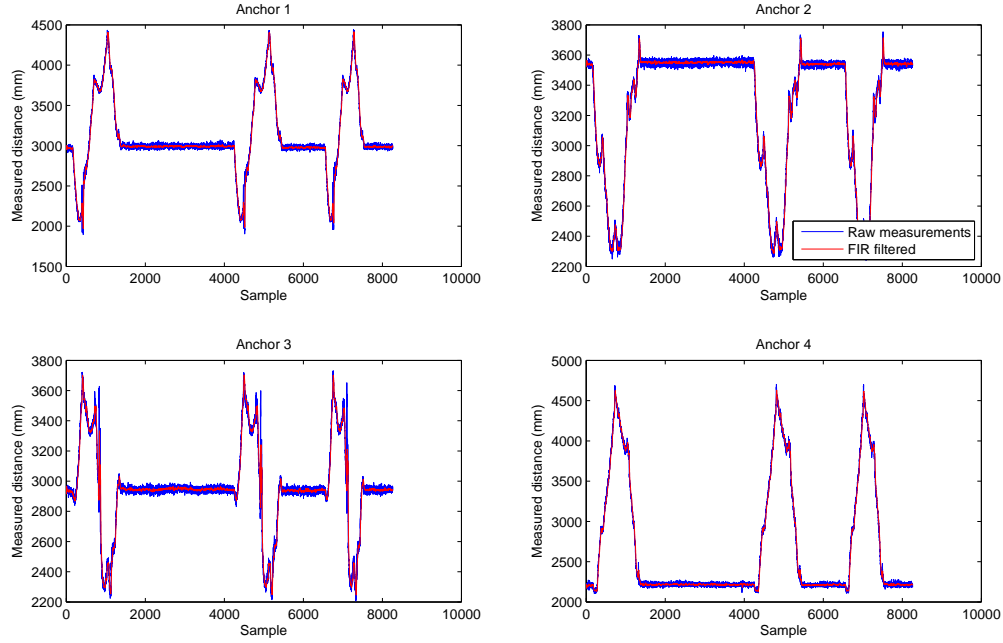 Anchor 1
4500
4000
3500
3000
2500
2000
1500
0 2000 4000 6000 8000 10000
Measured distance (mm)
Sample
Anchor 2
3800
3600
3400
3200
3000
2800
2600
2400
2200
0 2000 4000 6000 8000 10000
Measured distance (mm)
Sample
Raw measurements
FIR filtered
Anchor 3
3800
3600
3400
3200
3000
2800
2600
2400
2200
0 2000 4000 6000 8000 10000
Measured distance (mm)
Sample
Anchor 4
5000
4500
4000
3500
3000
2500
2000
0 2000 4000 6000 8000 10000
Measured distance (mm)
Sample